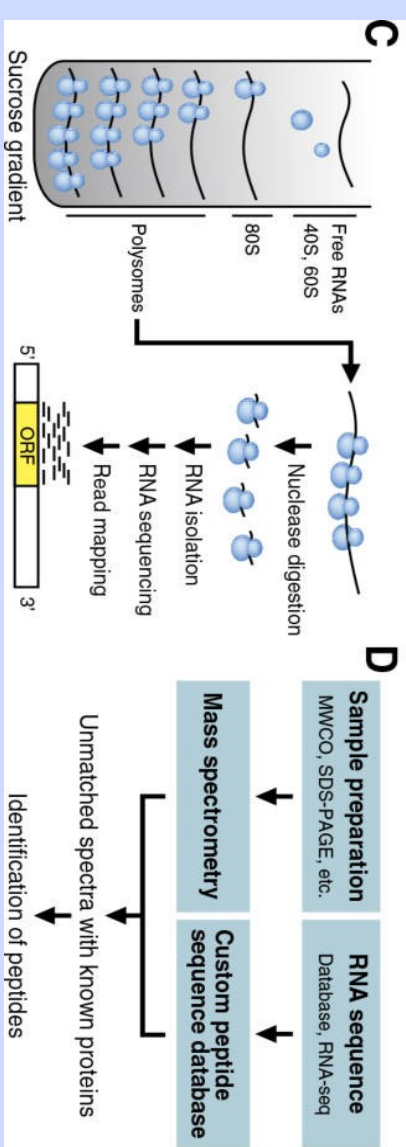 C
Free RNAs
40S, 60S
80S
Polysomes
Sucrose gradient
Nuclease digestion
RNA isolation
RNA sequencing
Read mapping
5'
ORF
3'
D
Sample preparation
MWCO, SDS-PAGE, etc.
Mass spectrometry
RNA sequence
Database, RNA-seq
Custom peptide
sequence database
Unmatched spectra with known proteins
Identification of peptides